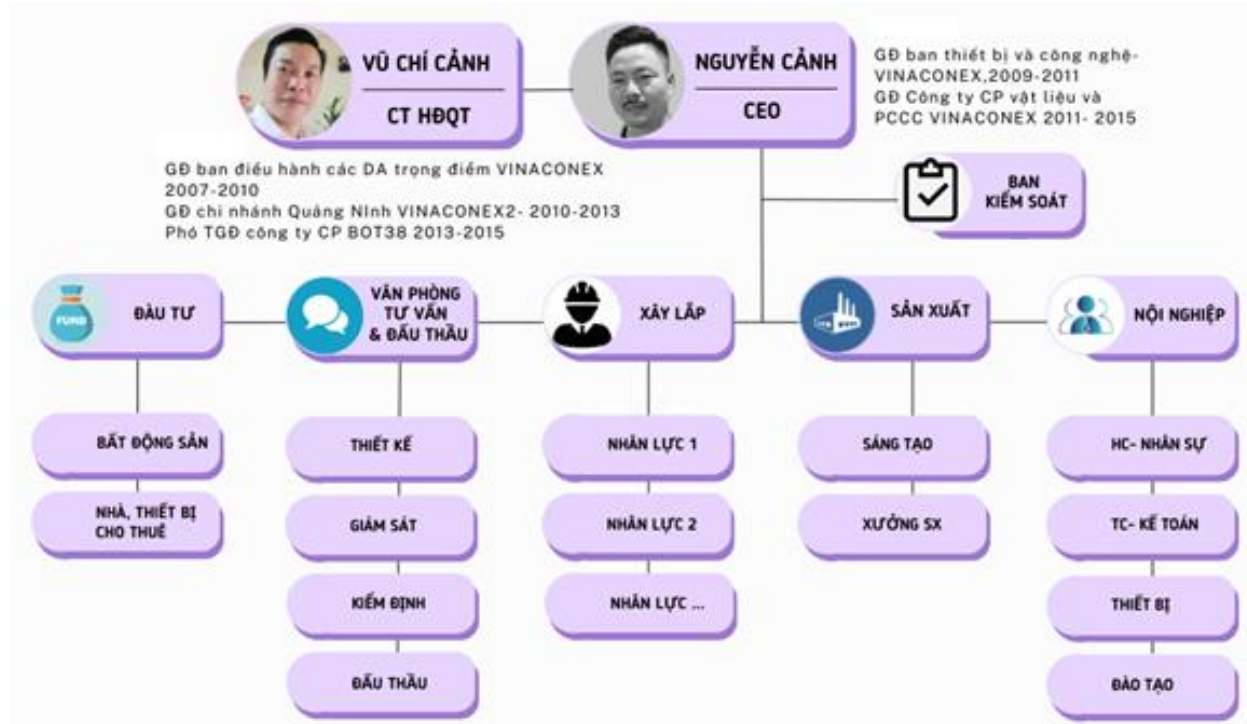 VŨ CHÍ CẢNH
CT HĐQT
NGUYỄN CẢNH
CEO
GĐ ban thiết bị và công nghệ-
VINACONEX,2009-2011
GĐ Công ty CP vật liệu và
PCCC VINACONEX 2011- 2015
GĐ ban điều hành các DA trọng điểm VINACONEX
2007-2010
GĐ chi nhánh Quảng NInh VINACONEX2- 2010-2013
Phó TGĐ công ty CP BOT38 2013-2015
BAN
KIỂM SOÁT
FUND
ĐẦU TƯ
VĂN PHÒNG
TƯ VẤN
& ĐẤU THẦU
XÂY LẮP
SẢN XUẤT
NỘI NGHIỆP
BẤT ĐỘNG SẢN
THIẾT KẾ
NHÂN LỰC 1
SÁNG TẠO
HC- NHÂN SỰ
NHÀ, THIẾT BỊ
CHO THUÊ
GIÁM SÁT
NHÂN LỰC 2
XƯỞNG SX
TC- KẾ TOÁN
KIỂM ĐỊNH
NHÂN LỰC ...
THIẾT BỊ
ĐẤU THẦU
ĐÀO TẠO